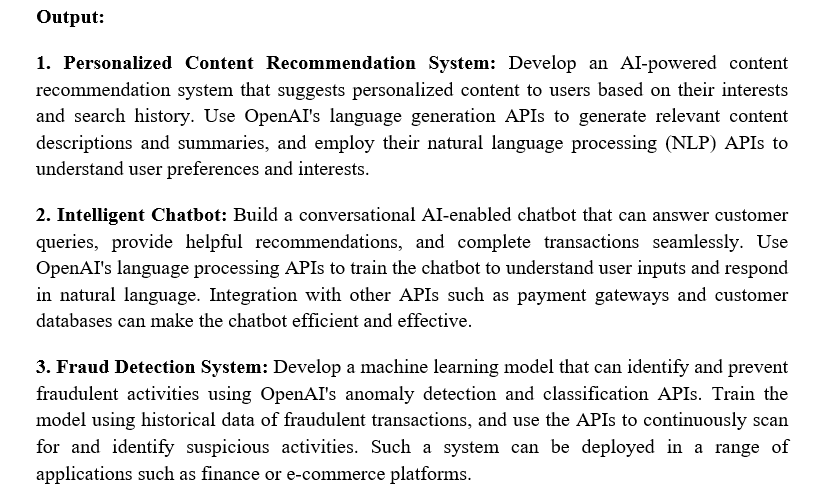 Output:
1. Personalized Content Recommendation System: Develop an AI-powered content
recommendation system that suggests personalized content to users based on their interests
and search history. Use OpenAI's language generation APIs to generate relevant content
descriptions and summaries, and employ their natural language processing (NLP) APIs to
understand user preferences and interests.
2. Intelligent Chatbot: Build a conversational AI-enabled chatbot that can answer customer
queries, provide helpful recommendations, and complete transactions seamlessly. Use
OpenAI's language processing APIs to train the chatbot to understand user inputs and respond
in natural language. Integration with other APIs such as payment gateways and customer
databases can make the chatbot efficient and effective.
3. Fraud Detection System: Develop a machine learning model that can identify and prevent
fraudulent activities using OpenAI's anomaly detection and classification APIs. Train the
model using historical data of fraudulent transactions, and use the APIs to continuously scan
for and identify suspicious activities. Such a system can be deployed in a range of
applications such as finance or e-commerce platforms.